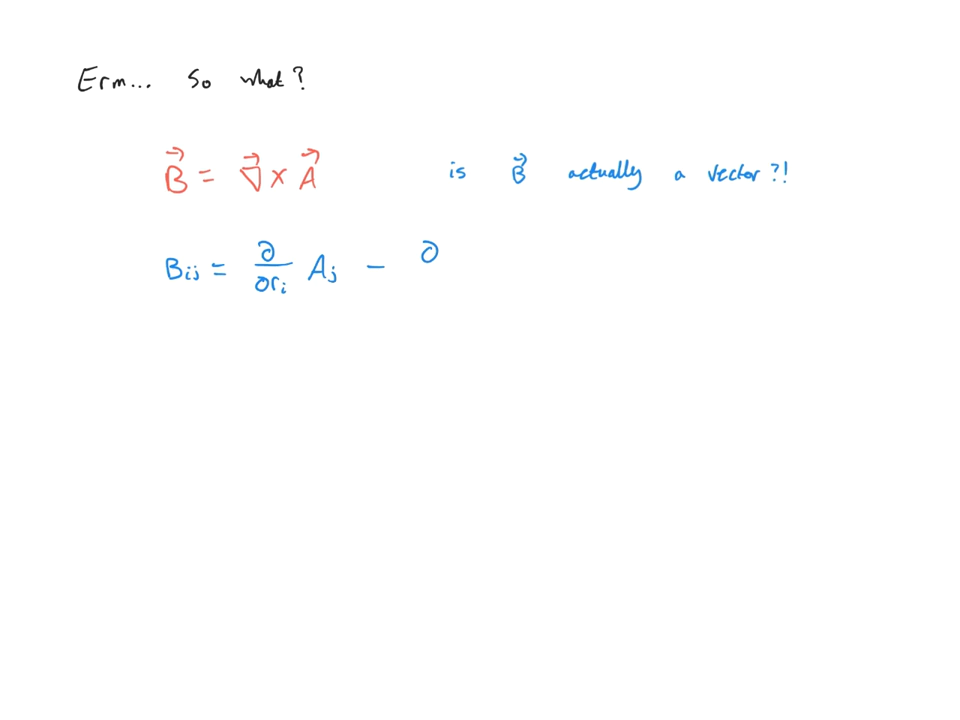 Erm... So what?
B⃗ = ∇⃗ × A⃗ is B⃗ actually a vector?!
Bij = ∂/∂ri Aj − ∂